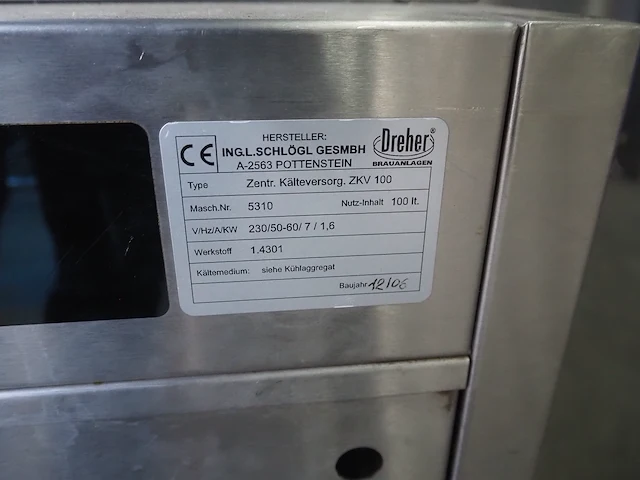 CE
HERSTELLER:
ING.L.SCHLÖGL GESMBH
A-2563 POTTENSTEIN
Dreher®
BRAUANLAGEN
Type Zentr. Kälteversorg. ZKV 100
Masch.Nr. 5310 Nutz-Inhalt 100 lt.
V/Hz/A/KW 230/50-60/ 7 / 1,6
Werkstoff 1.4301
Kältemedium: siehe Kühlaggregat
Baujahr 12/06